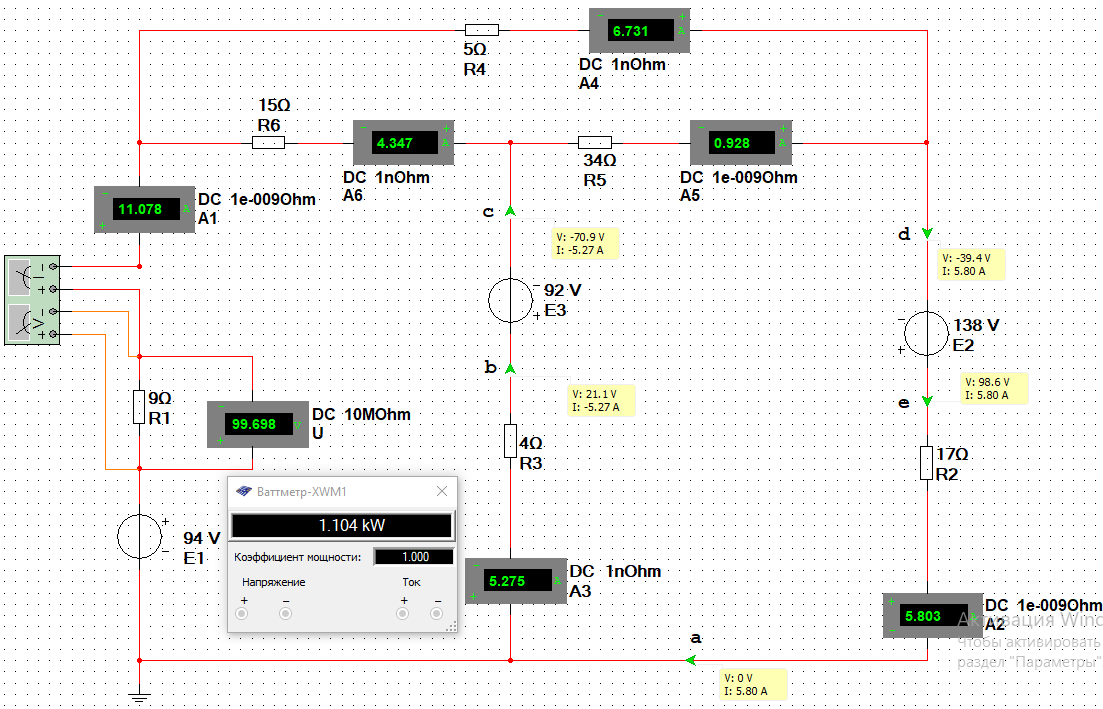 5Ω
R4
6.731
A
DC 1nOhm
A4
15Ω
R6
4.347
A
DC 1nOhm
A6
34Ω
R5
0.928
A
DC 1e-009Ohm
A5
11.078
A
DC 1e-009Ohm
A1
c
V: -70.9 V
I: -5.27 A
d
V: -39.4 V
I: 5.80 A
92 V
E3
138 V
E2
b
V: 21.1 V
I: -5.27 A
e
V: 98.6 V
I: 5.80 A
I
V
9Ω
R1
99.698
V
DC 10MOhm
U
4Ω
R3
17Ω
R2
Ваттметр-XWM1
1.104 kW
Коэффициент мощности:
1.000
Напряжение
Ток
+ − + −
94 V
E1
5.275
A
DC 1nOhm
A3
5.803
DC 1e-009Ohm
A2
Активация Winc
Чтобы активировать
раздел "Параметры"
a
V: 0 V
I: 5.80 A